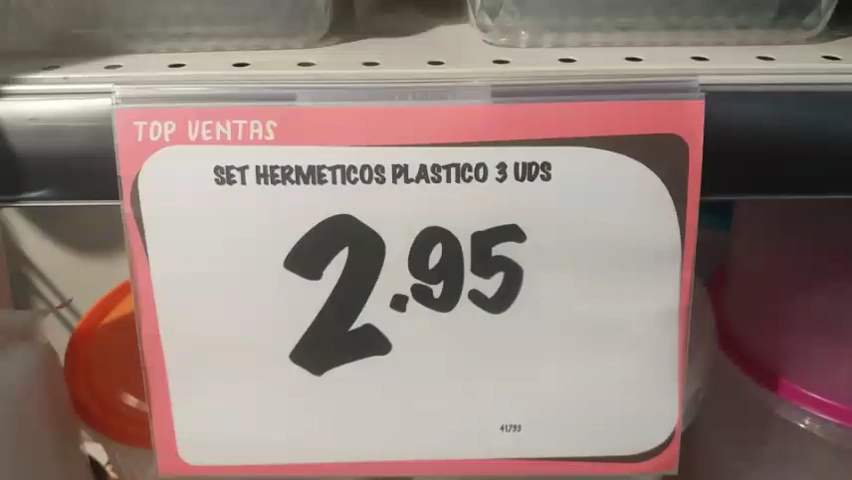 TOP VENTAS
SET HERMETICOS PLASTICO 3 UDS
2.95
41793